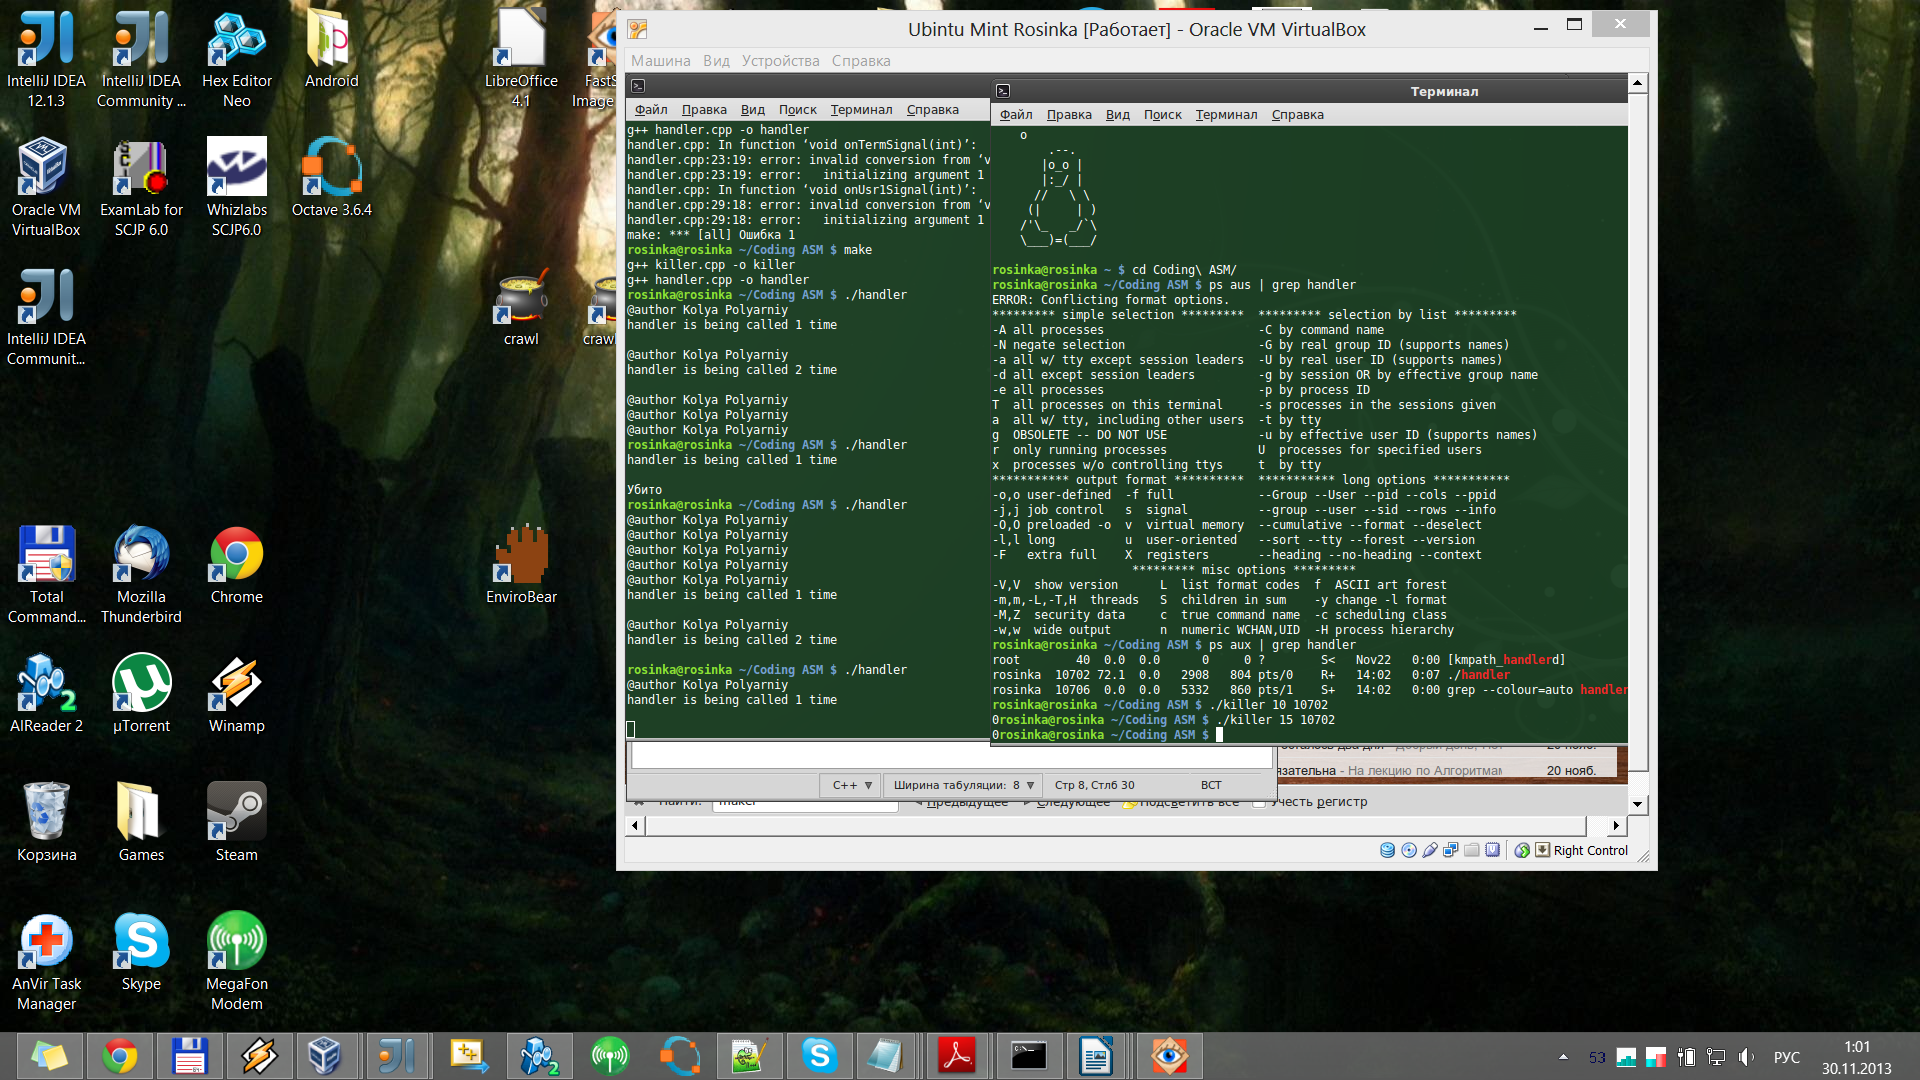 IntelliJ IDEA
12.1.3
IntelliJ IDEA
Community ...
Hex Editor
Neo
Android
LibreOffice
4.1
Image
Oracle VM
VirtualBox
ExamLab for
SCJP 6.0
Whizlabs
SCJP6.0
Octave 3.6.4
IntelliJ IDEA
Communit...
crawl
Total
Command...
Mozilla
Thunderbird
Chrome
EnviroBear
AlReader 2
µTorrent
Winamp
Корзина
Games
Steam
AnVir Task
Manager
Skype
MegaFon
Modem
Ubintu Mint Rosinka [Работает] - Oracle VM VirtualBox
Машина Вид Устройства Справка
Файл Правка Вид Поиск Терминал Справка
g++ handler.cpp -o handler
handler.cpp: In function ‘void onTermSignal(int)’:
handler.cpp:23:19: error: invalid conversion from ‘v
handler.cpp:23:19: error:   initializing argument 1
handler.cpp: In function ‘void onUsr1Signal(int)’:
handler.cpp:29:18: error: invalid conversion from ‘v
handler.cpp:29:18: error:   initializing argument 1
make: *** [all] Ошибка 1
rosinka@rosinka ~/Coding ASM $ make
g++ killer.cpp -o killer
g++ handler.cpp -o handler
rosinka@rosinka ~/Coding ASM $ ./handler
@author Kolya Polyarniy
handler is being called 1 time
@author Kolya Polyarniy
handler is being called 2 time
@author Kolya Polyarniy
@author Kolya Polyarniy
@author Kolya Polyarniy
rosinka@rosinka ~/Coding ASM $ ./handler
handler is being called 1 time
Убито
rosinka@rosinka ~/Coding ASM $ ./handler
@author Kolya Polyarniy
@author Kolya Polyarniy
@author Kolya Polyarniy
@author Kolya Polyarniy
@author Kolya Polyarniy
handler is being called 1 time
@author Kolya Polyarniy
handler is being called 2 time
rosinka@rosinka ~/Coding ASM $ ./handler
@author Kolya Polyarniy
handler is being called 1 time
Терминал
Файл Правка Вид Поиск Терминал Справка
    o
        .--.
       |o_o |
       |:_/ |
      //   \ \
     (|     | )
    /'\_   _/`\
    \___)=(___/
rosinka@rosinka ~ $ cd Coding\ ASM/
rosinka@rosinka ~/Coding ASM $ ps aus | grep handler
ERROR: Conflicting format options.
********* simple selection *********  ********* selection by list *********
-A all processes                      -C by command name
-N negate selection                   -G by real group ID (supports names)
-a all w/ tty except session leaders  -U by real user ID (supports names)
-d all except session leaders         -g by session OR by effective group name
-e all processes                      -p by process ID
T  all processes on this terminal     -s processes in the sessions given
a  all w/ tty, including other users  -t by tty
g  OBSOLETE -- DO NOT USE             -u by effective user ID (supports names)
r  only running processes             U  processes for specified users
x  processes w/o controlling ttys     t  by tty
*********** output format **********  *********** long options ***********
-o,o user-defined  -f full            --Group --User --pid --cols --ppid
-j,j job control   s  signal          --group --user --sid --rows --info
-O,O preloaded -o  v  virtual memory  --cumulative --format --deselect
-l,l long          u  user-oriented   --sort --tty --forest --version
-F   extra full    X  registers       --heading --no-heading --context
                    ********* misc options *********
-V,V  show version      L  list format codes  f  ASCII art forest
-m,m,-L,-T,H  threads   S  children in sum    -y change -l format
-M,Z  security data     c  true command name  -c scheduling class
-w,w  wide output       n  numeric WCHAN,UID  -H process hierarchy
rosinka@rosinka ~/Coding ASM $ ps aux | grep handler
root        40  0.0  0.0      0     0 ?        S<   Nov22   0:00 [kmpath_handlerd]
rosinka  10702 72.1  0.0   2908   804 pts/0    R+   14:02   0:07 ./handler
rosinka  10706  0.0  0.0   5332   860 pts/1    S+   14:02   0:00 grep --colour=auto handler
rosinka@rosinka ~/Coding ASM $ ./killer 10 10702
0rosinka@rosinka ~/Coding ASM $ ./killer 15 10702
0rosinka@rosinka ~/Coding ASM $
язательна - На лекцию по Алгоритмам 20 нояб.
C++ Ширина табуляции: 8 Стр 8, Стлб 30 ВСТ
Предыдущее Следующее Подсветить все Учесть регистр
Right Control
53
РУС
1:01
30.11.2013